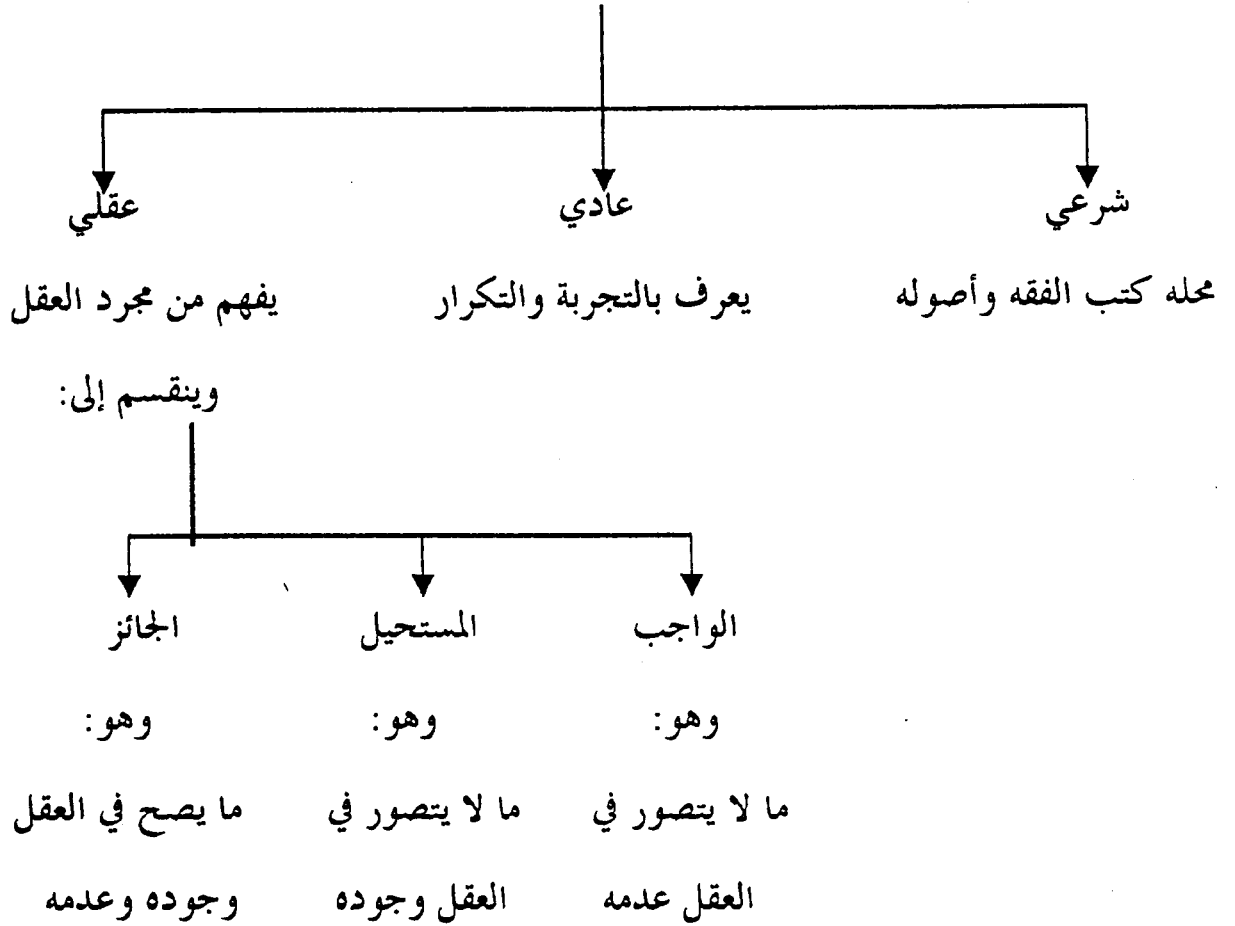 شرعي
عادي
عقلي
محله كتب الفقه وأصوله
يعرف بالتجربة والتكرار
يفهم من مجرد العقل
وينقسم إلى:
الواجب
المستحيل
الجائز
وهو:
وهو:
وهو:
ما لا يتصور في
ما لا يتصور في
ما يصح في العقل
العقل عدمه
العقل وجوده
وجوده وعدمه